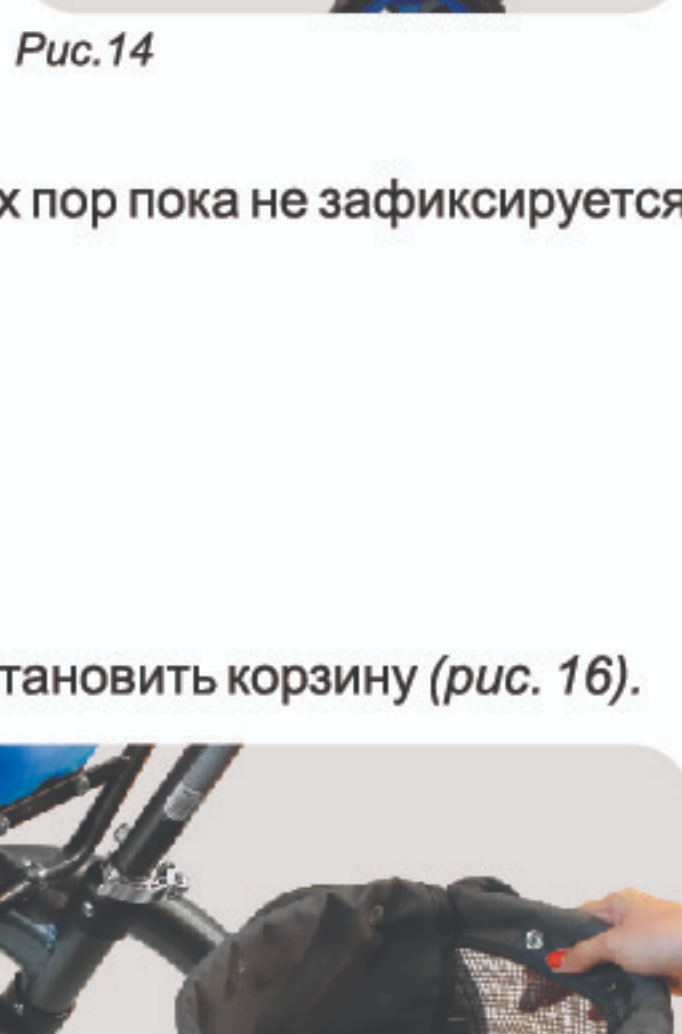 Рис.14
х пор пока не зафиксируется
тановить корзину (рис. 16).